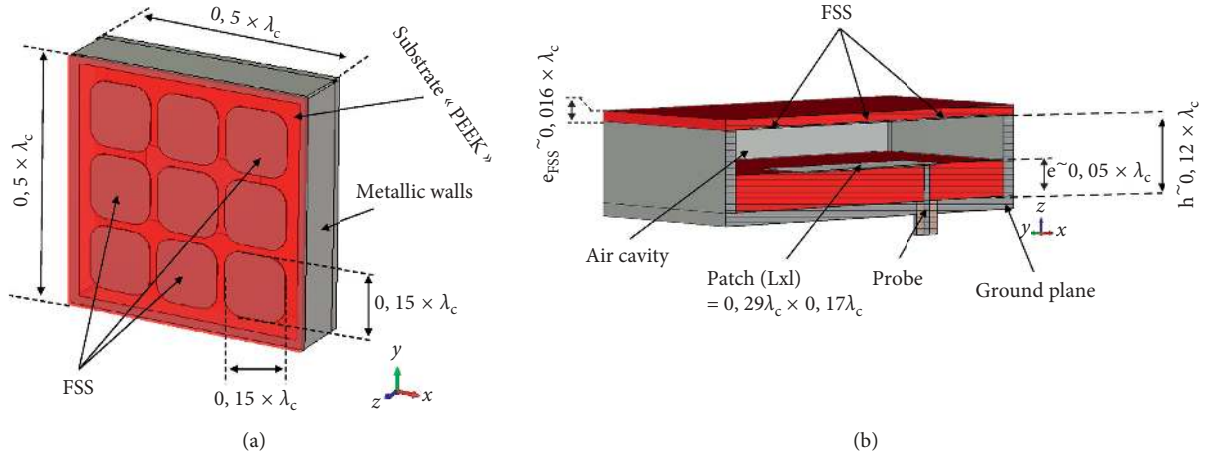 (a)
0, 5 × λc
0, 5 × λc
Substrate « PEEK »
Metallic walls
0, 15 × λc
0, 15 × λc
FSS
y
x
z
(b)
FSS
eFSS~0, 016 × λc
e~0, 05 × λc
h~0, 12 × λc
Air cavity
Patch (Lxl)
= 0, 29λc × 0, 17λc
Probe
Ground plane
z
y
x
(a)
(b)